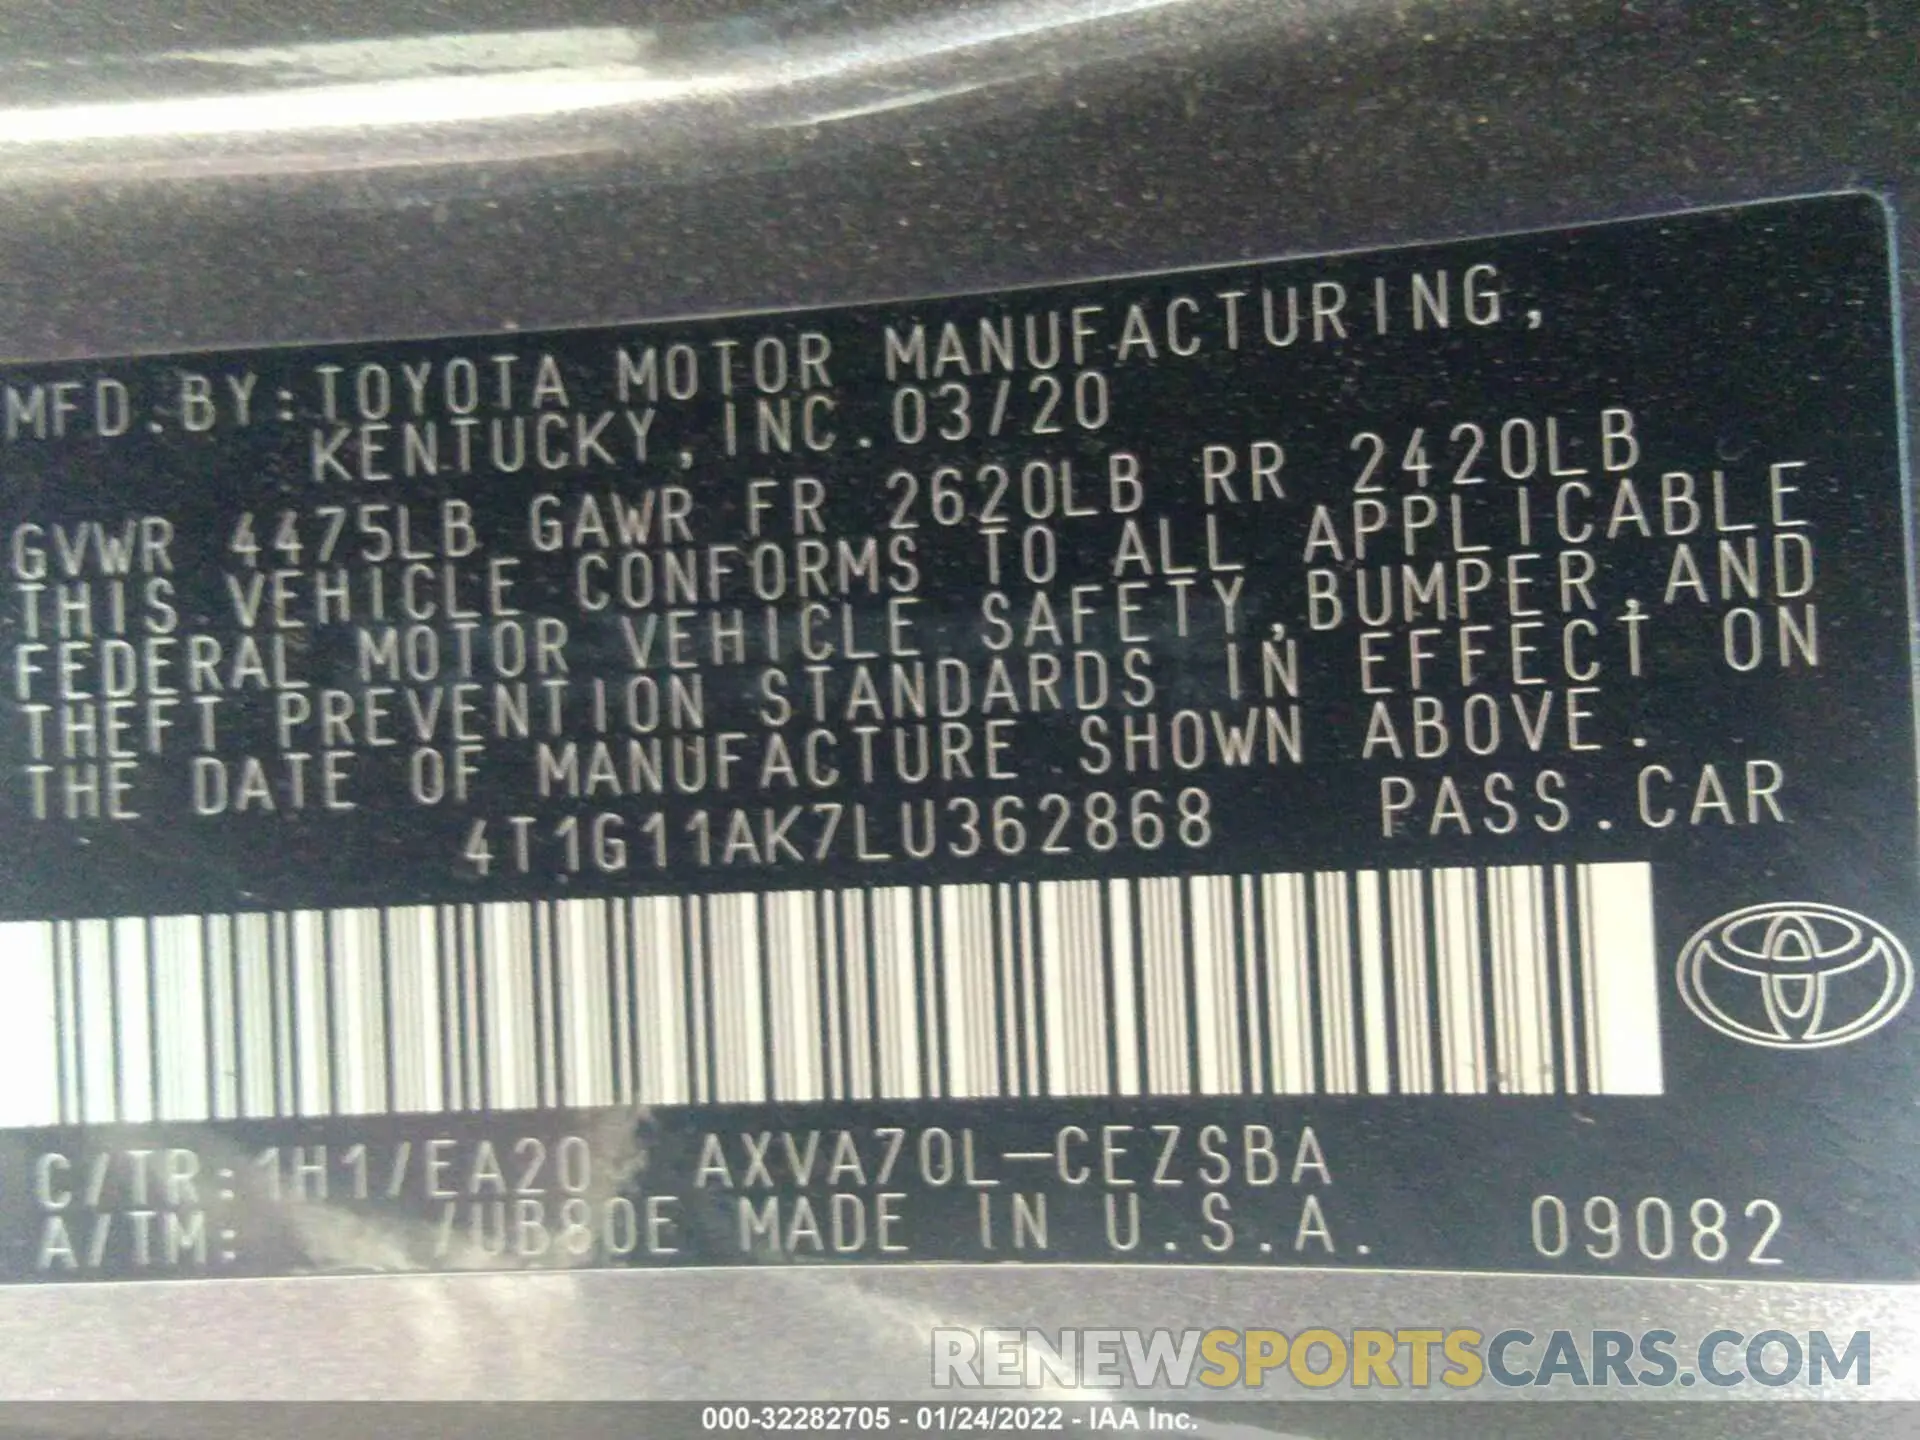 MFD.BY:TOYOTA MOTOR MANUFACTURING,
KENTUCKY,INC.03/20
GVWR 4475LB GAWR FR 2620LB RR 2420LB
THIS VEHICLE CONFORMS TO ALL APPLICABLE
FEDERAL MOTOR VEHICLE SAFETY,BUMPER,AND
THEFT PREVENTION STANDARDS IN EFFECT ON
THE DATE OF MANUFACTURE SHOWN ABOVE.
4T1G11AK7LU362868 PASS.CAR
C/TR:1H1/EA20 AXVA70L-CEZSBA
A/TM: /UB80E MADE IN U.S.A. 09082
RENEWSPORTSCARS.COM
000-32282705 - 01/24/2022 - IAA Inc.